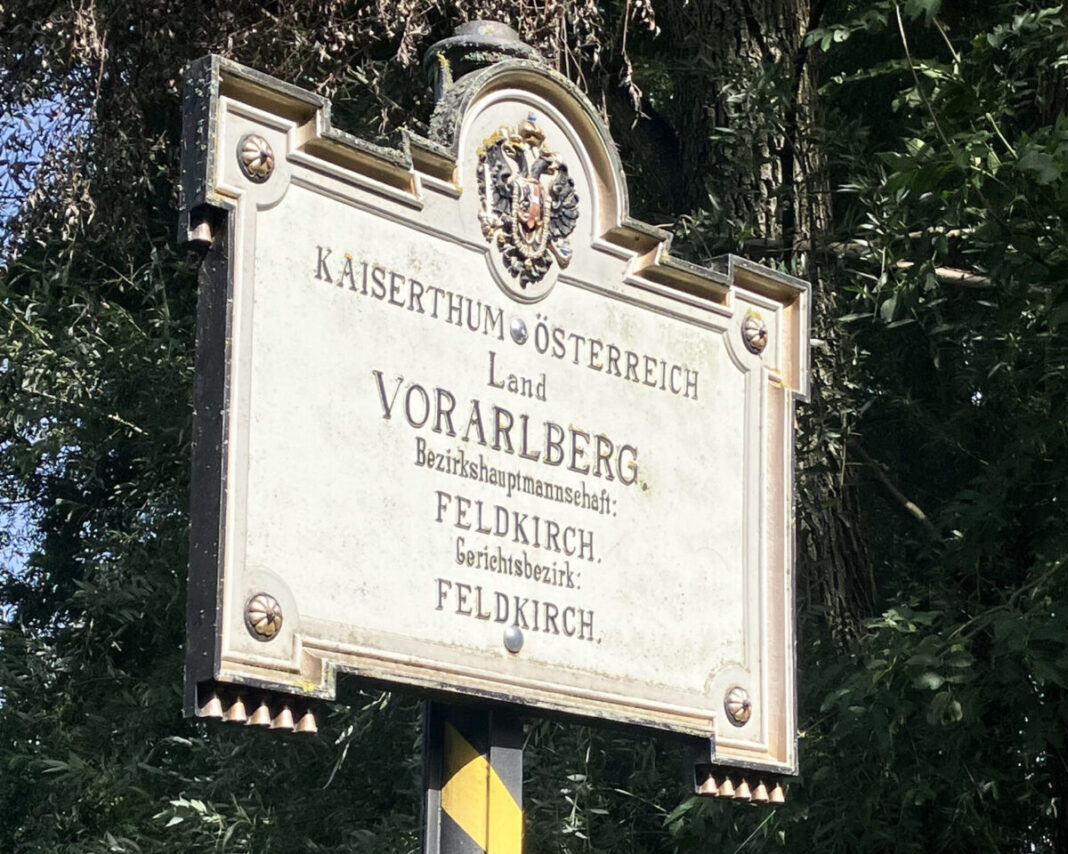 KAISERTHUM ÖSTERREICH
Land
VORARLBERG.
Bezirkshauptmannschaft:
FELDKIRCH.
Gerichtsbezirk:
FELDKIRCH.